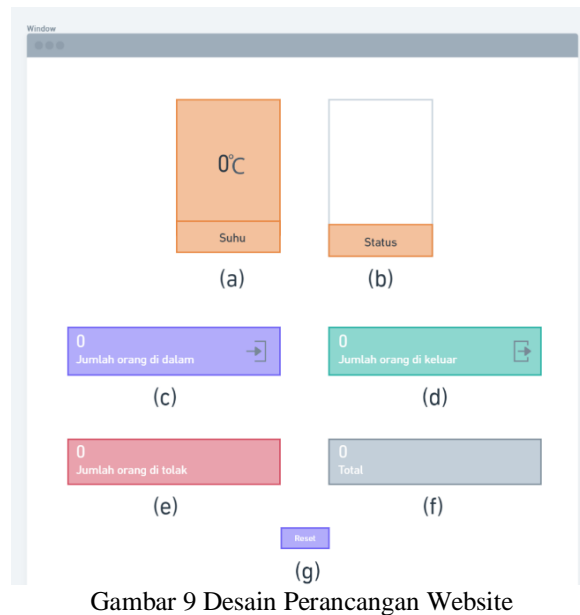 Window
0°C
Suhu
Status
(a)
(b)
0
Jumlah orang di dalam
0
Jumlah orang di keluar
(c)
(d)
0
Jumlah orang di tolak
0
Total
(e)
(f)
Reset
(g)
Gambar 9 Desain Perancangan Website